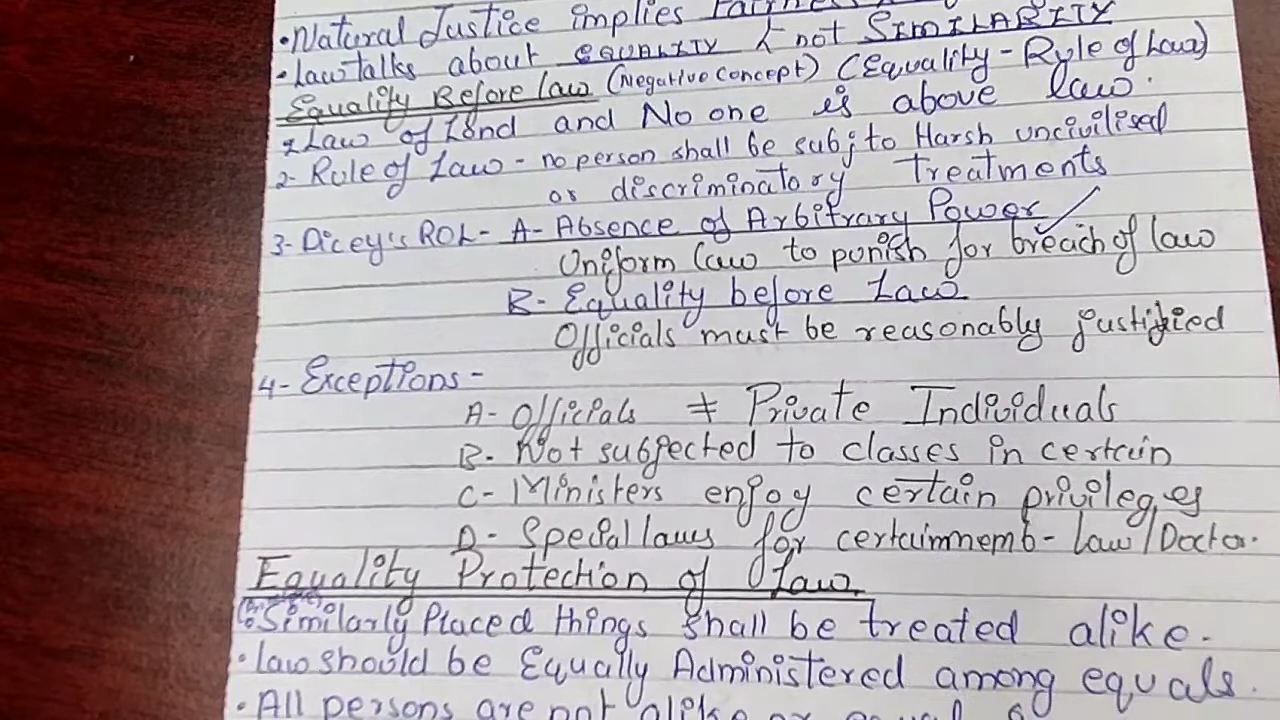 •Natural Justice implies Fairness
•Law talks about EQUALITY & not SIMILARITY
Equality Before law (Negative concept) (Equality - Rule of Law)
1- Law of Land and No one is above law.
2- Rule of Law - no person shall be subj to Harsh uncivilised
or discriminatory Treatments
3- Dicey's ROL - A- Absence of Arbitrary Power
Uniform law to punish for breach of law
B- Equality before Law
Officials must be reasonably justified
4- Exceptions -
A- Officials ≠ Private Individuals
B- Not subjected to classes in certain
C- Ministers enjoy certain privileges
D- Special laws for certain memb - Law/Doctor.
Equality Protection of Law
Similarly Placed things shall be treated alike.
•law should be Equally Administered among equals.
•All persons are not alike or equal